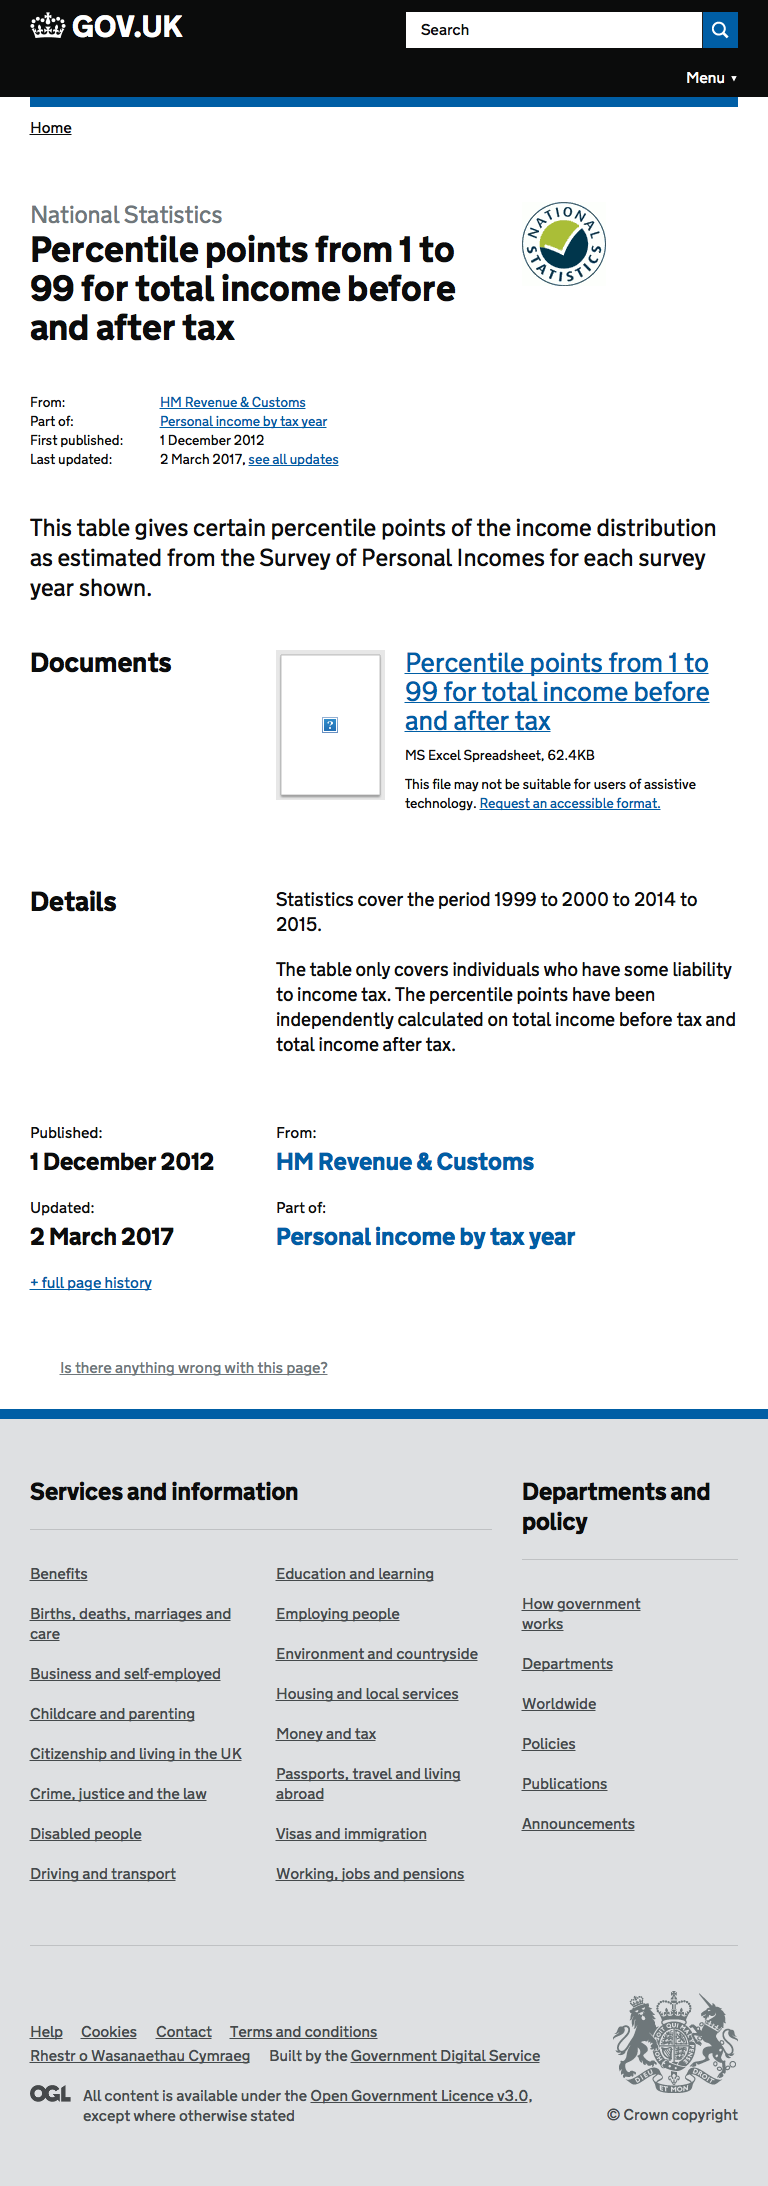 GOV.UK
Search
Menu ▼
Home
National Statistics
Percentile points from 1 to
99 for total income before
and after tax
NATIONAL STATISTICS
From: HM Revenue & Customs
Part of: Personal income by tax year
First published: 1 December 2012
Last updated: 2 March 2017, see all updates
This table gives certain percentile points of the income distribution
as estimated from the Survey of Personal Incomes for each survey
year shown.
Documents
Percentile points from 1 to
99 for total income before
and after tax
MS Excel Spreadsheet, 62.4KB
This file may not be suitable for users of assistive
technology. Request an accessible format.
Details
Statistics cover the period 1999 to 2000 to 2014 to
2015.
The table only covers individuals who have some liability
to income tax. The percentile points have been
independently calculated on total income before tax and
total income after tax.
Published:
1 December 2012
From:
HM Revenue & Customs
Updated:
2 March 2017
Part of:
Personal income by tax year
+ full page history
Is there anything wrong with this page?
Services and information
Benefits
Births, deaths, marriages and
care
Business and self-employed
Childcare and parenting
Citizenship and living in the UK
Crime, justice and the law
Disabled people
Driving and transport
Education and learning
Employing people
Environment and countryside
Housing and local services
Money and tax
Passports, travel and living
abroad
Visas and immigration
Working, jobs and pensions
Departments and
policy
How government
works
Departments
Worldwide
Policies
Publications
Announcements
Help Cookies Contact Terms and conditions
Rhestr o Wasanaethau Cymraeg Built by the Government Digital Service
OGL All content is available under the Open Government Licence v3.0,
except where otherwise stated
DIEU ET MON DROIT
© Crown copyright